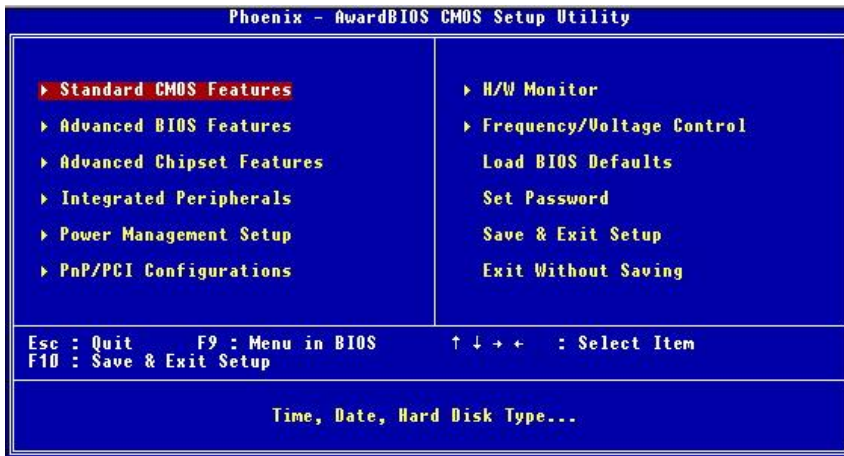 Phoenix - AwardBIOS CMOS Setup Utility
▸ Standard CMOS Features
▸ Advanced BIOS Features
▸ Advanced Chipset Features
▸ Integrated Peripherals
▸ Power Management Setup
▸ PnP/PCI Configurations
▸ H/W Monitor
▸ Frequency/Voltage Control
Load BIOS Defaults
Set Password
Save & Exit Setup
Exit Without Saving
Esc : Quit F9 : Menu in BIOS ↑ ↓ → ← : Select Item
F10 : Save & Exit Setup
Time, Date, Hard Disk Type...